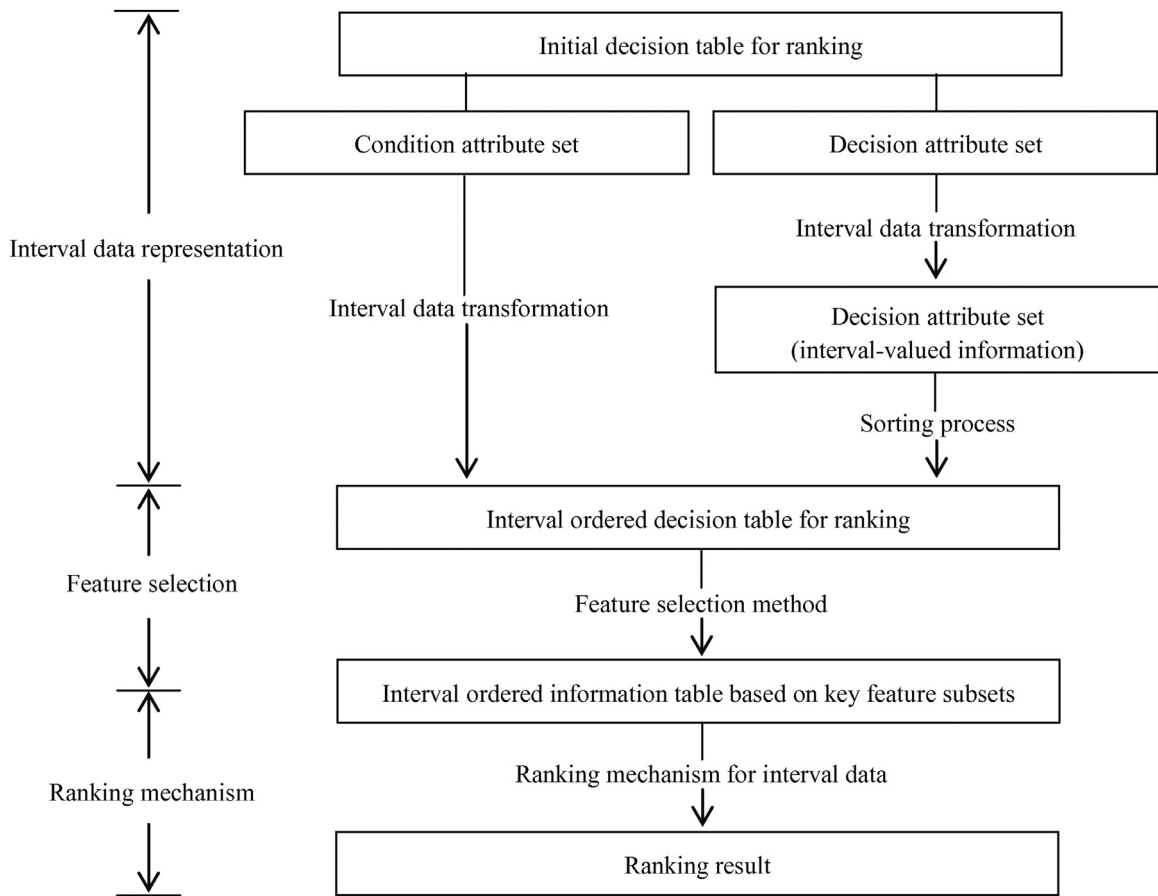 Initial decision table for ranking
Condition attribute set
Decision attribute set
Interval data transformation
Interval data representation
Interval data transformation
Decision attribute set
(interval-valued information)
Sorting process
Interval ordered decision table for ranking
Feature selection
Feature selection method
Interval ordered information table based on key feature subsets
Ranking mechanism for interval data
Ranking mechanism
Ranking result